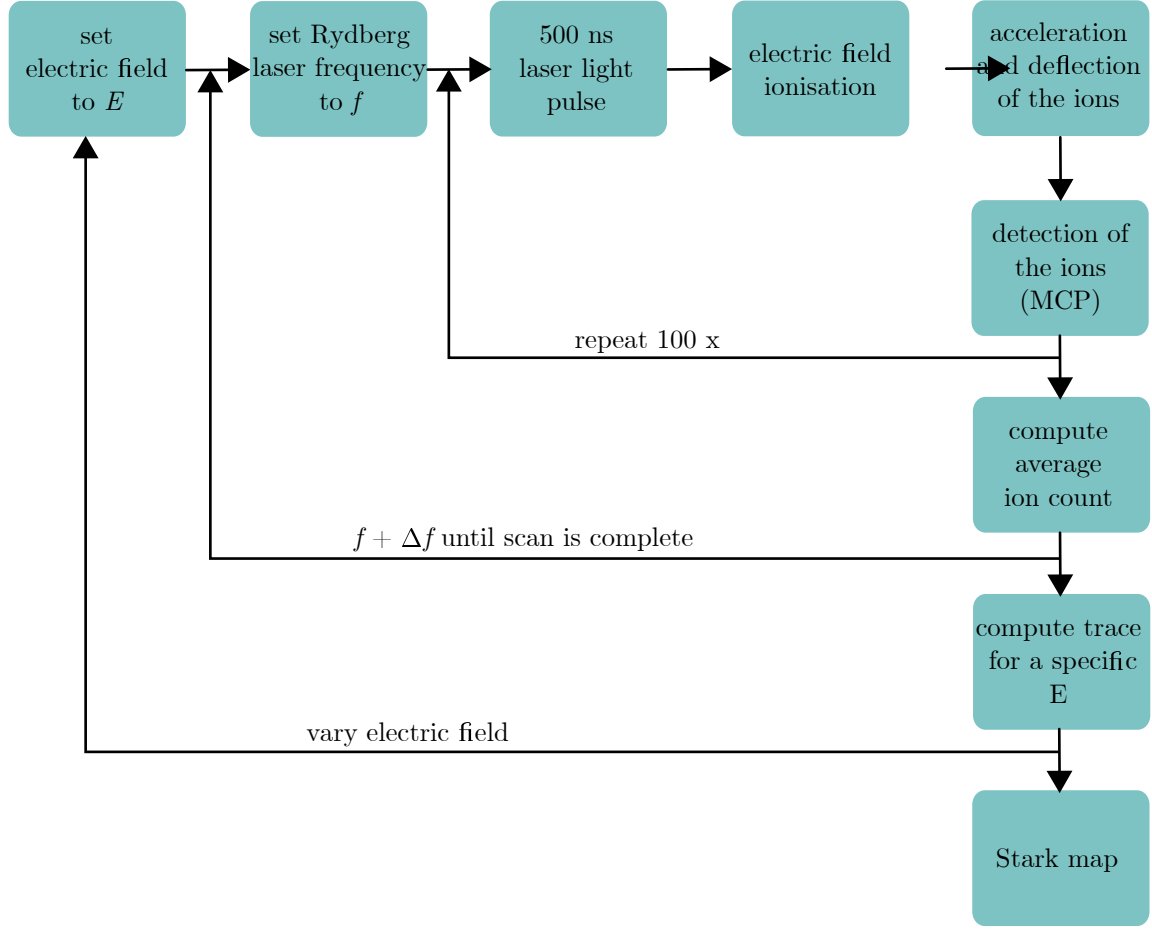 set
electric field
to E
set Rydberg
laser frequency
to f
500 ns
laser light
pulse
electric field
ionisation
acceleration
and deflection
of the ions
detection of
the ions
(MCP)
repeat 100 x
compute
average
ion count
f + Δf until scan is complete
compute trace
for a specific
E
vary electric field
Stark map